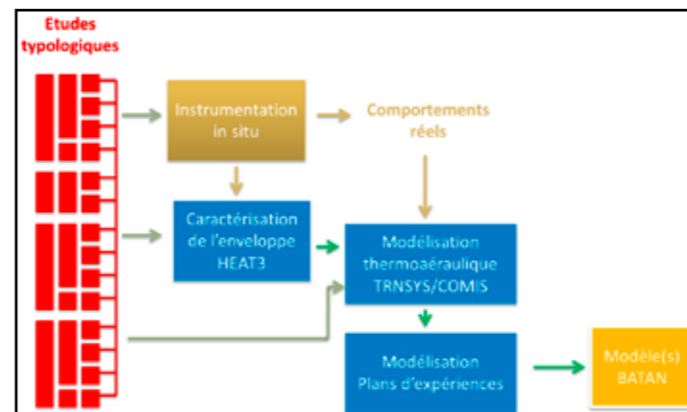 Etudes
typologiques
Instrumentation
in situ
Comportements
réels
Caractérisation
de l'enveloppe
HEAT3
Modélisation
thermoaéraulique
TRNSYS/COMIS
Modélisation
Plans d'expériences
Modèle(s)
BATAN